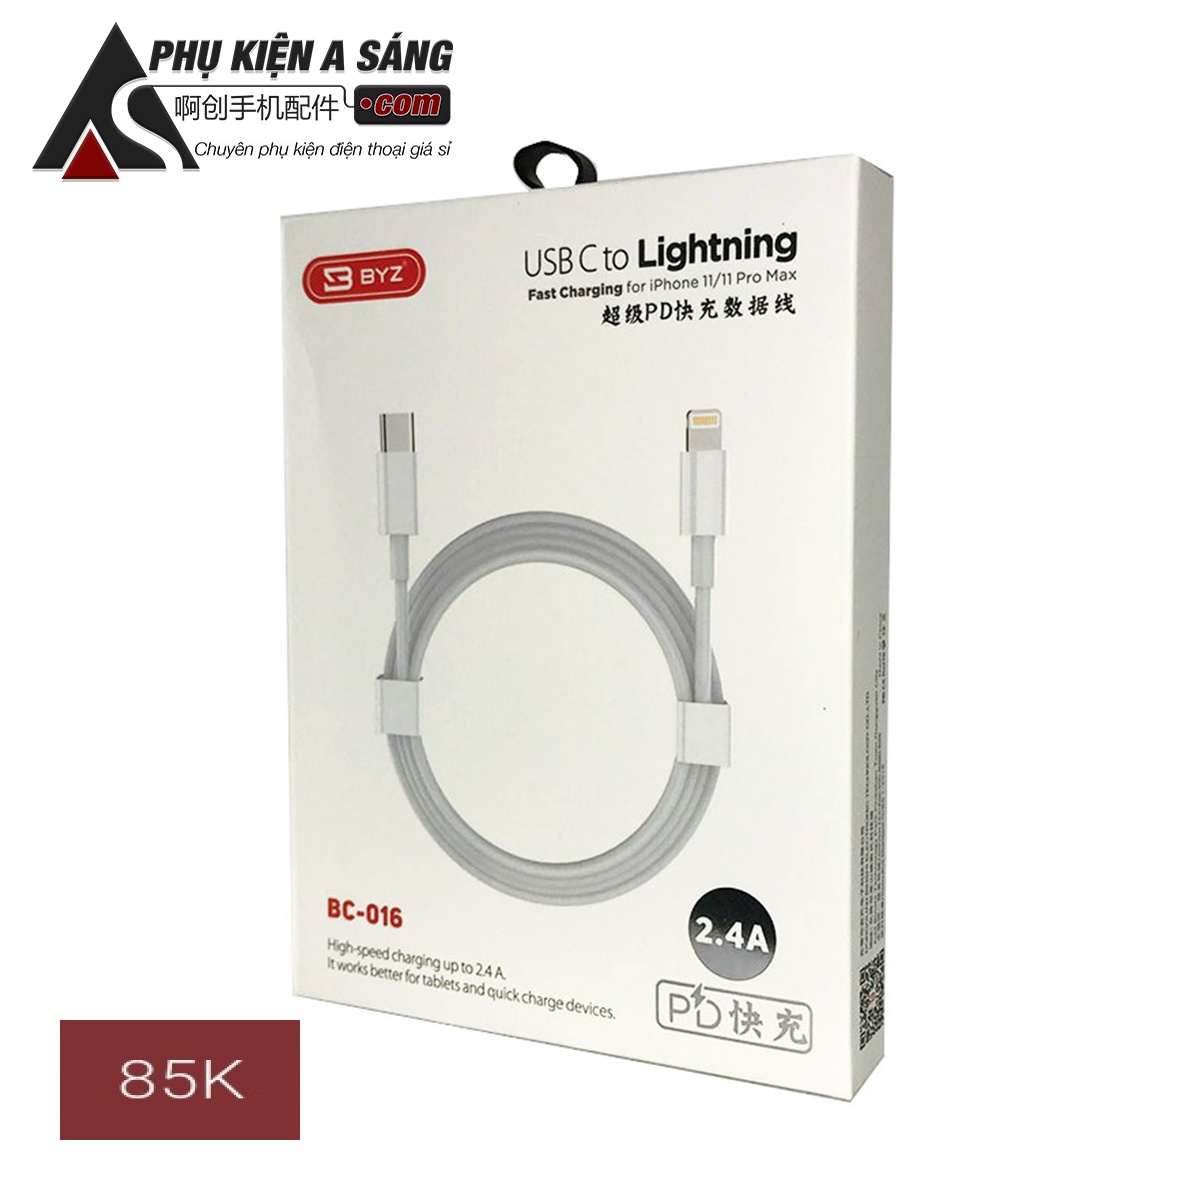 PHỤ KIỆN A SÁNG
啊创手机配件 •com
Chuyên phụ kiện điện thoại giá sỉ
BYZ
USB C to Lightning
Fast Charging for iPhone 11/11 Pro Max
超级PD快充数据线
BC-016
High-speed charging up to 2.4 A.
It works better for tablets and quick charge devices.
2.4A
PD快充
85K